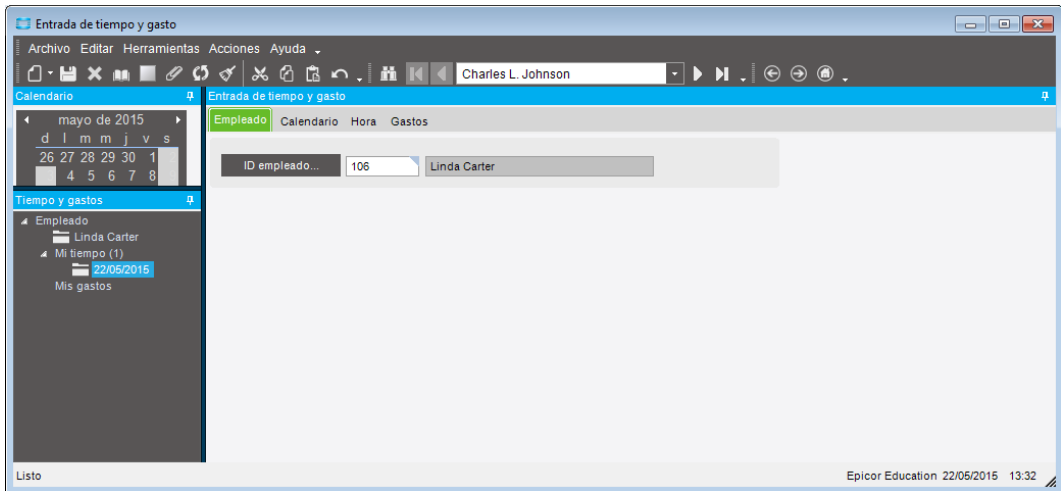 Entrada de tiempo y gasto
Archivo Editar Herramientas Acciones Ayuda
Charles L. Johnson
Calendario
mayo de 2015
d l m m j v s
26 27 28 29 30 1 2
3 4 5 6 7 8 9
Tiempo y gastos
Empleado
Linda Carter
Mi tiempo (1)
22/05/2015
Mis gastos
Entrada de tiempo y gasto
Empleado Calendario Hora Gastos
ID empleado... 106 Linda Carter
Listo
Epicor Education 22/05/2015 13:32